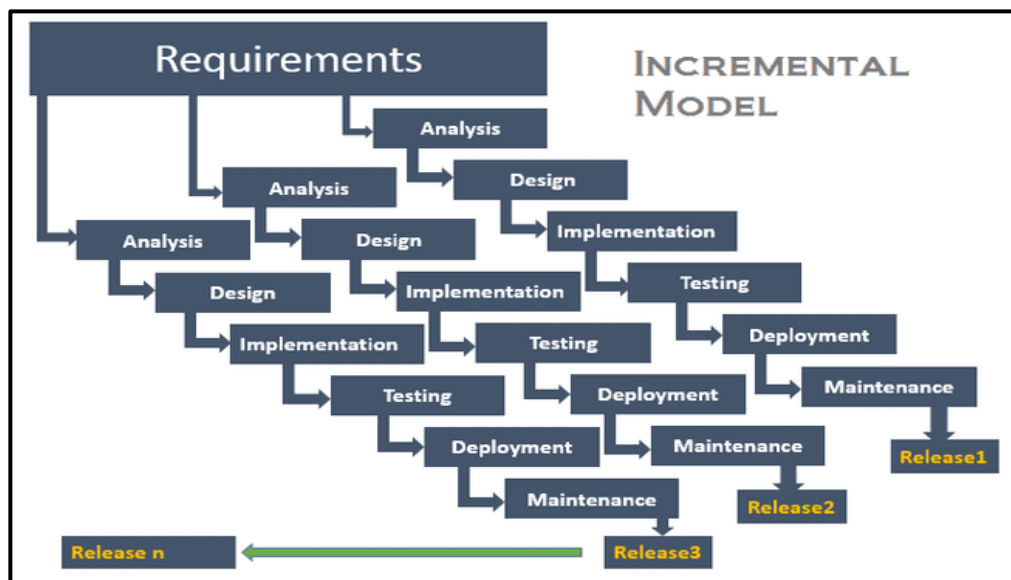 Requirements
INCREMENTAL
MODEL
Analysis
Design
Implementation
Testing
Deployment
Maintenance
Release1
Analysis
Design
Implementation
Testing
Deployment
Maintenance
Release2
Analysis
Design
Implementation
Testing
Deployment
Maintenance
Release3
Release n